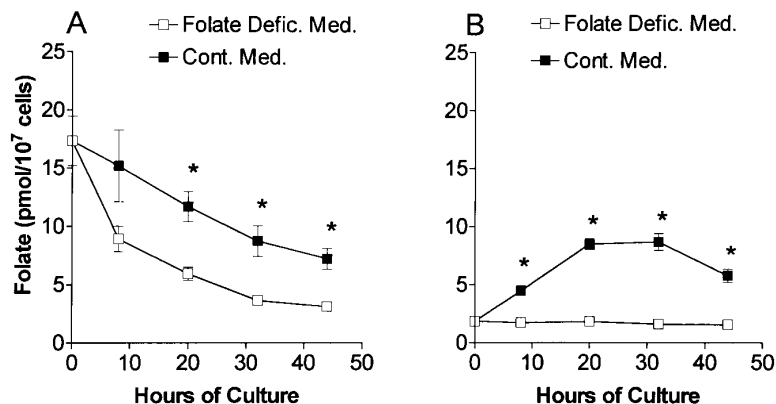 A
Folate Defic. Med.
Cont. Med.
Folate (pmol/10⁷ cells)
25
20
15
10
5
0
* * *
0 10 20 30 40 50
Hours of Culture
B
Folate Defic. Med.
Cont. Med.
25
20
15
10
5
0
* * * *
0 10 20 30 40 50
Hours of Culture